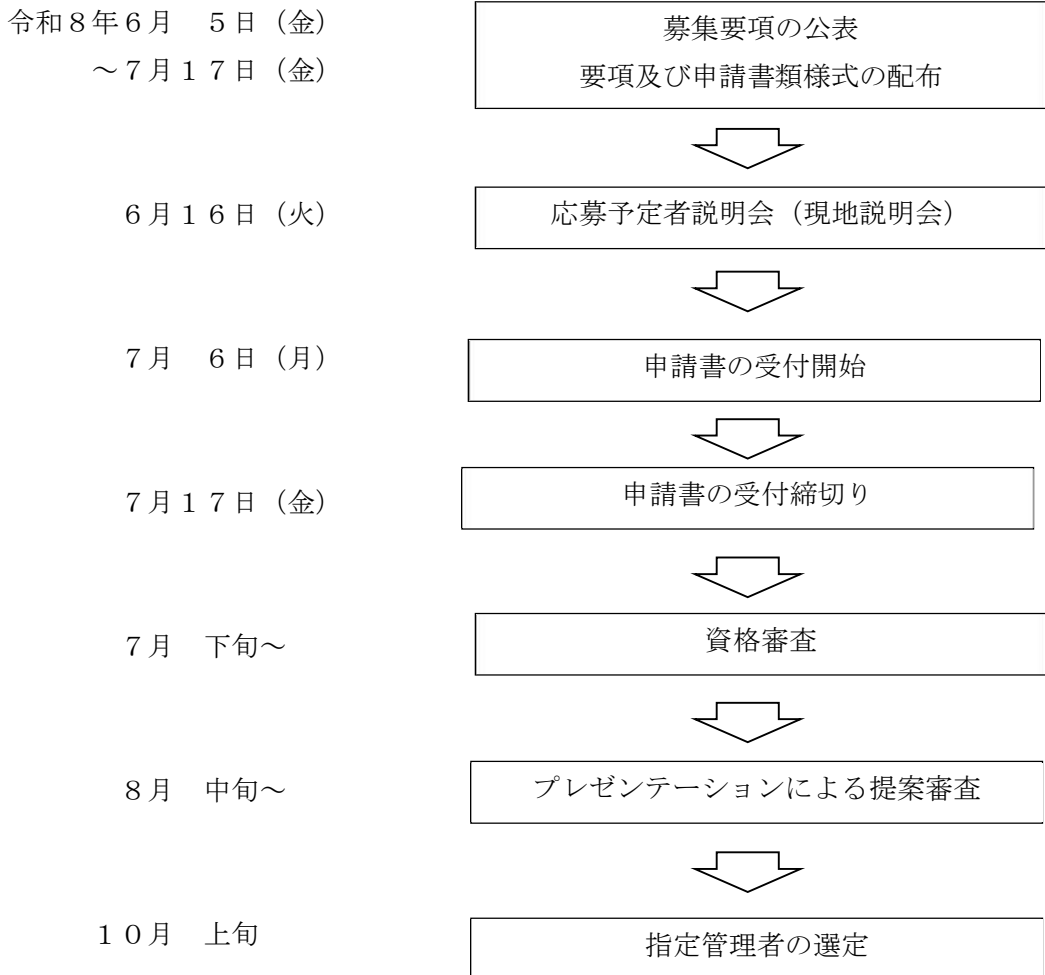 令和８年６月　５日（金）
～７月１７日（金）
募集要項の公表
要項及び申請書類様式の配布
６月１６日（火）
応募予定者説明会（現地説明会）
７月　６日（月）
申請書の受付開始
７月１７日（金）
申請書の受付締切り
７月　下旬～
資格審査
８月　中旬～
プレゼンテーションによる提案審査
１０月　上旬
指定管理者の選定